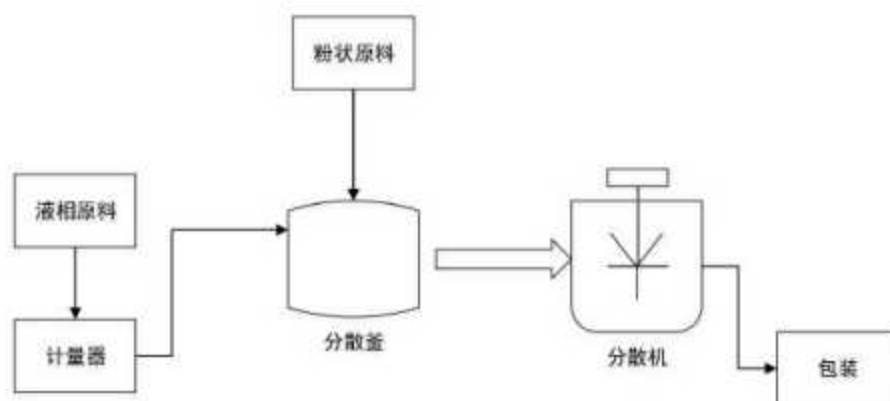 粉状原料
液相原料
计量器
分散釜
分散机
包装